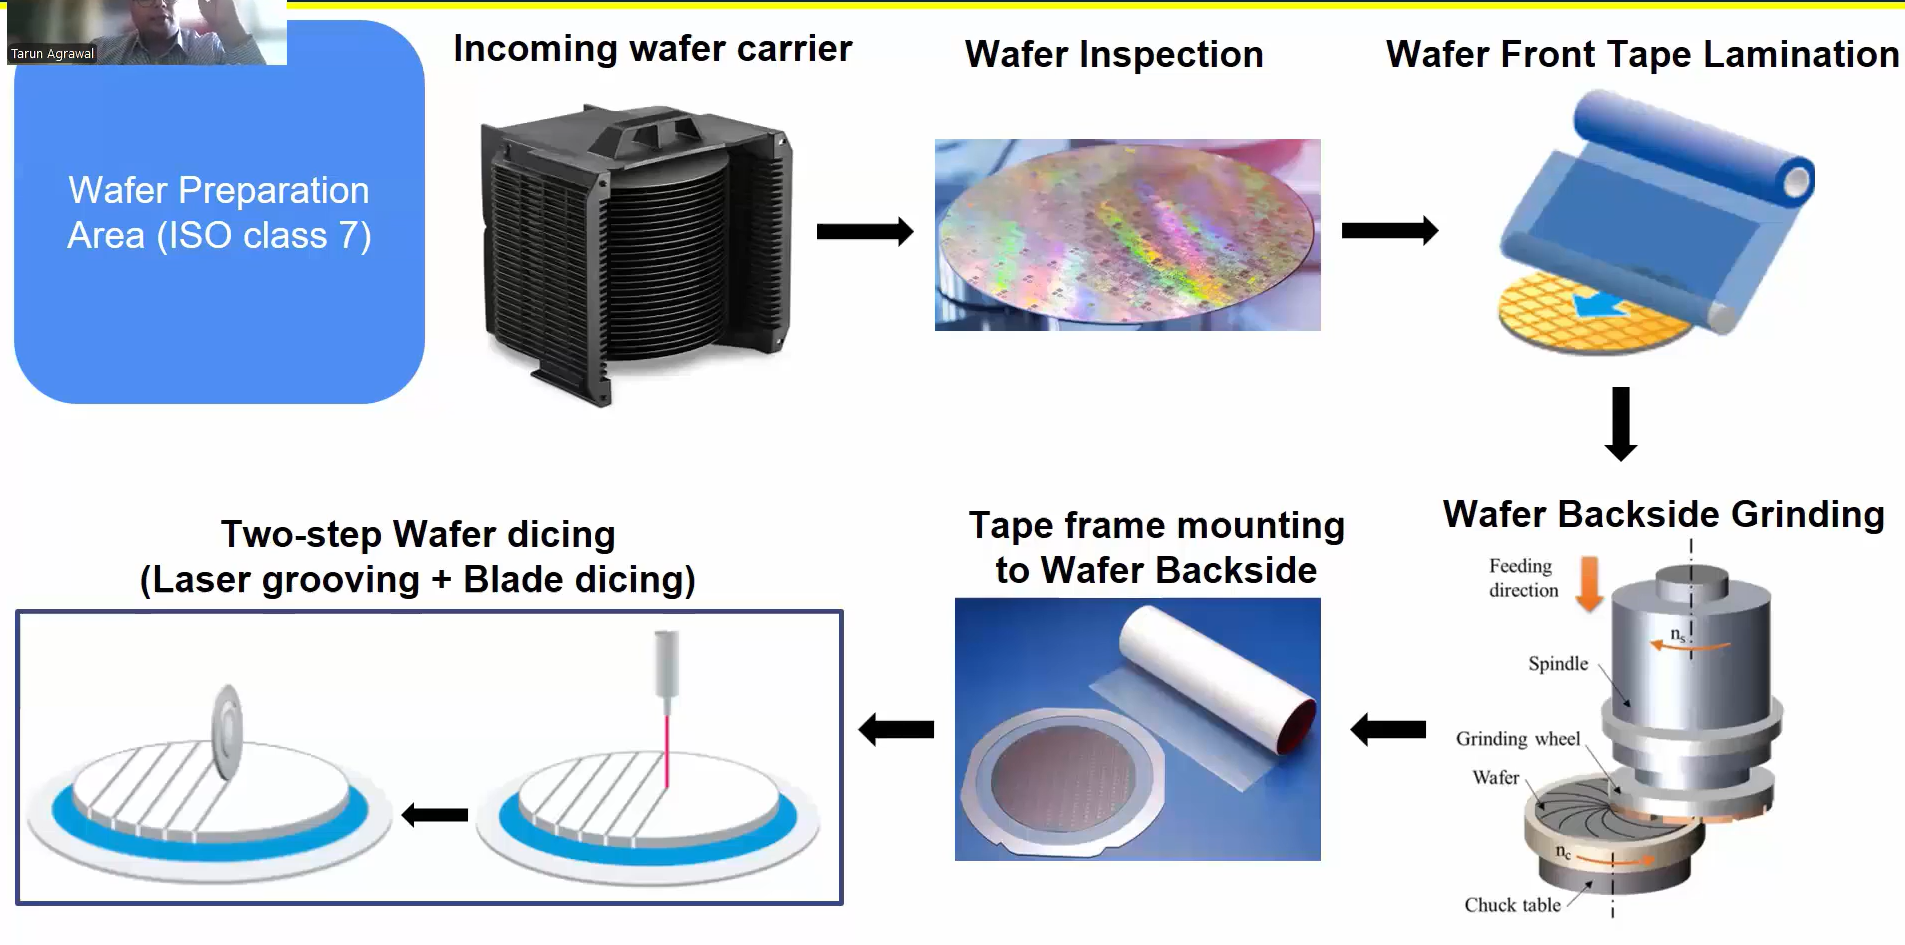 Tarun Agrawal
Wafer Preparation
Area (ISO class 7)
Incoming wafer carrier
Wafer Inspection
Wafer Front Tape Lamination
Wafer Backside Grinding
Feeding
direction
nₛ
Spindle
Grinding wheel
Wafer
n꜀
Chuck table
Tape frame mounting
to Wafer Backside
Two-step Wafer dicing
(Laser grooving + Blade dicing)